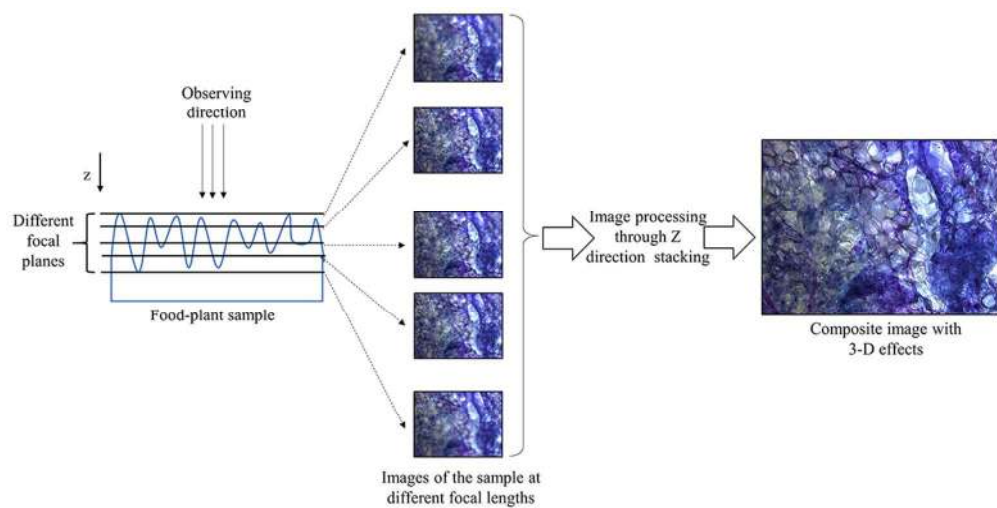 Observing
direction
z
Different
focal
planes
Food-plant sample
Images of the sample at
different focal lengths
Image processing
through Z
direction stacking
Composite image with
3-D effects